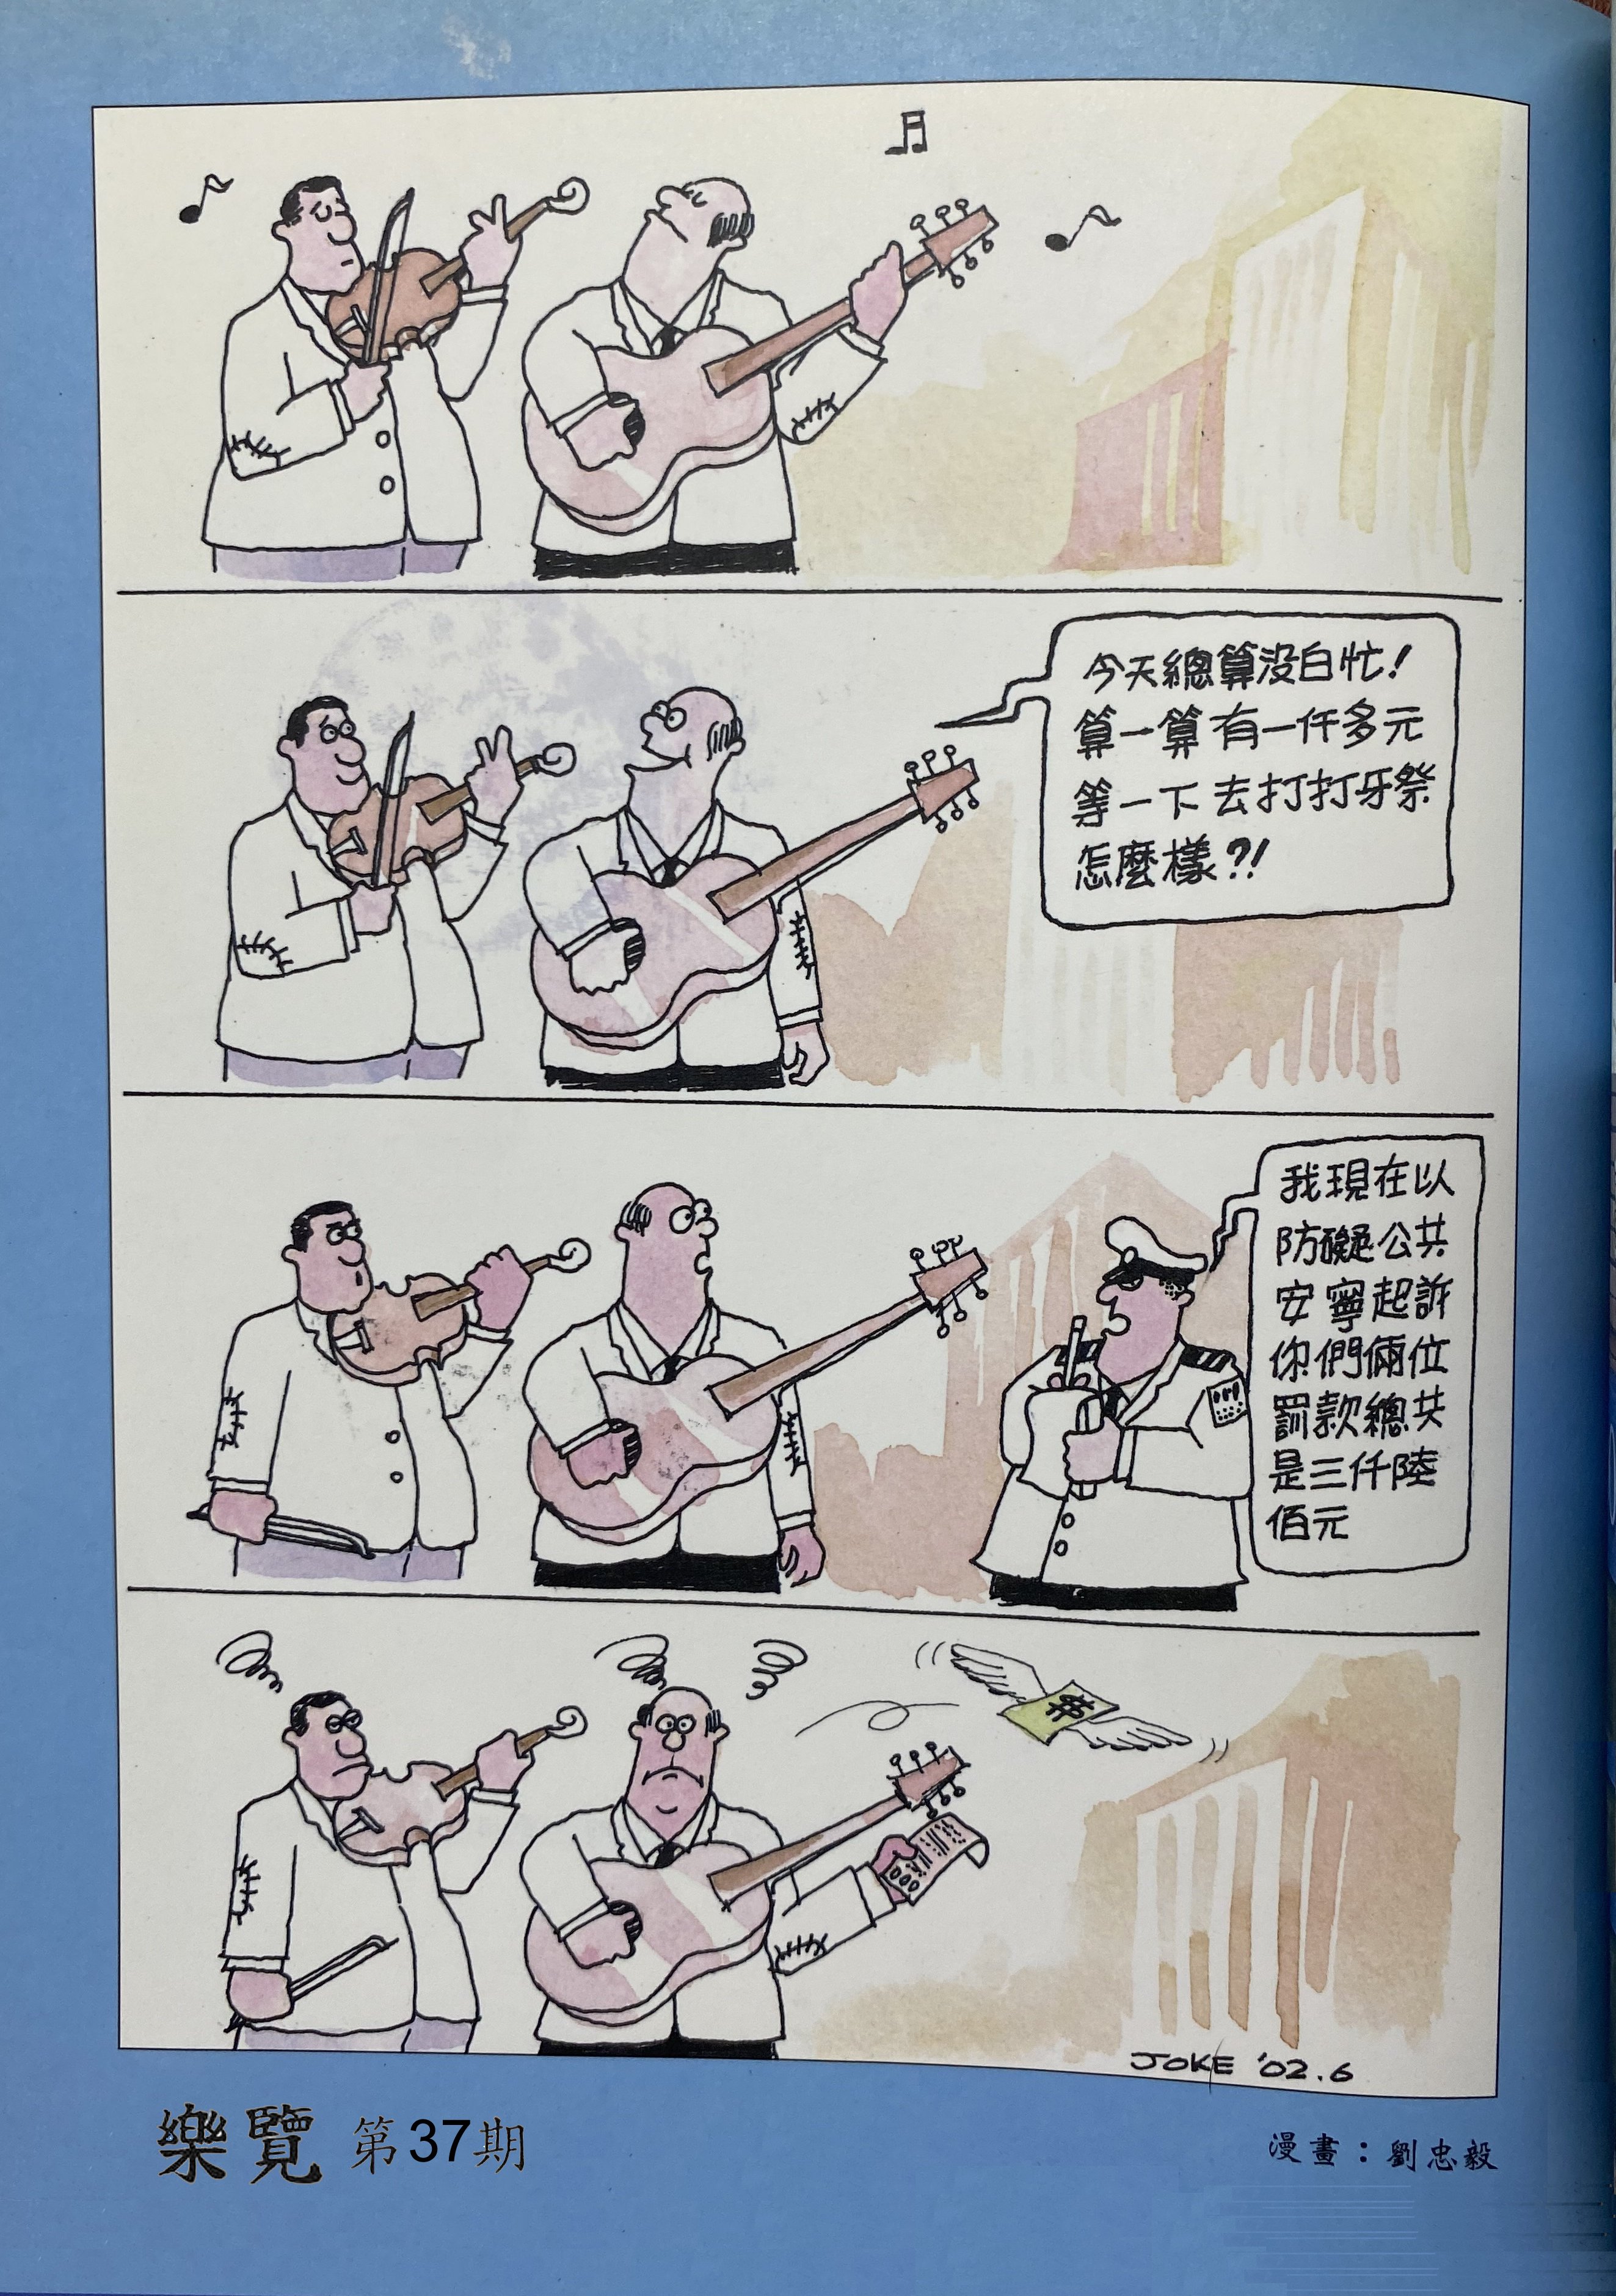 今天總算没白忙!
算一算有一仟多元
等一下去打打牙祭
怎麼樣?!
我現在以
防礙公共
安寧起訴
你們倆位
罰款總共
是三仟陸
佰元
$
JOKE '02.6
樂覽 第37期
漫畫：劉忠毅